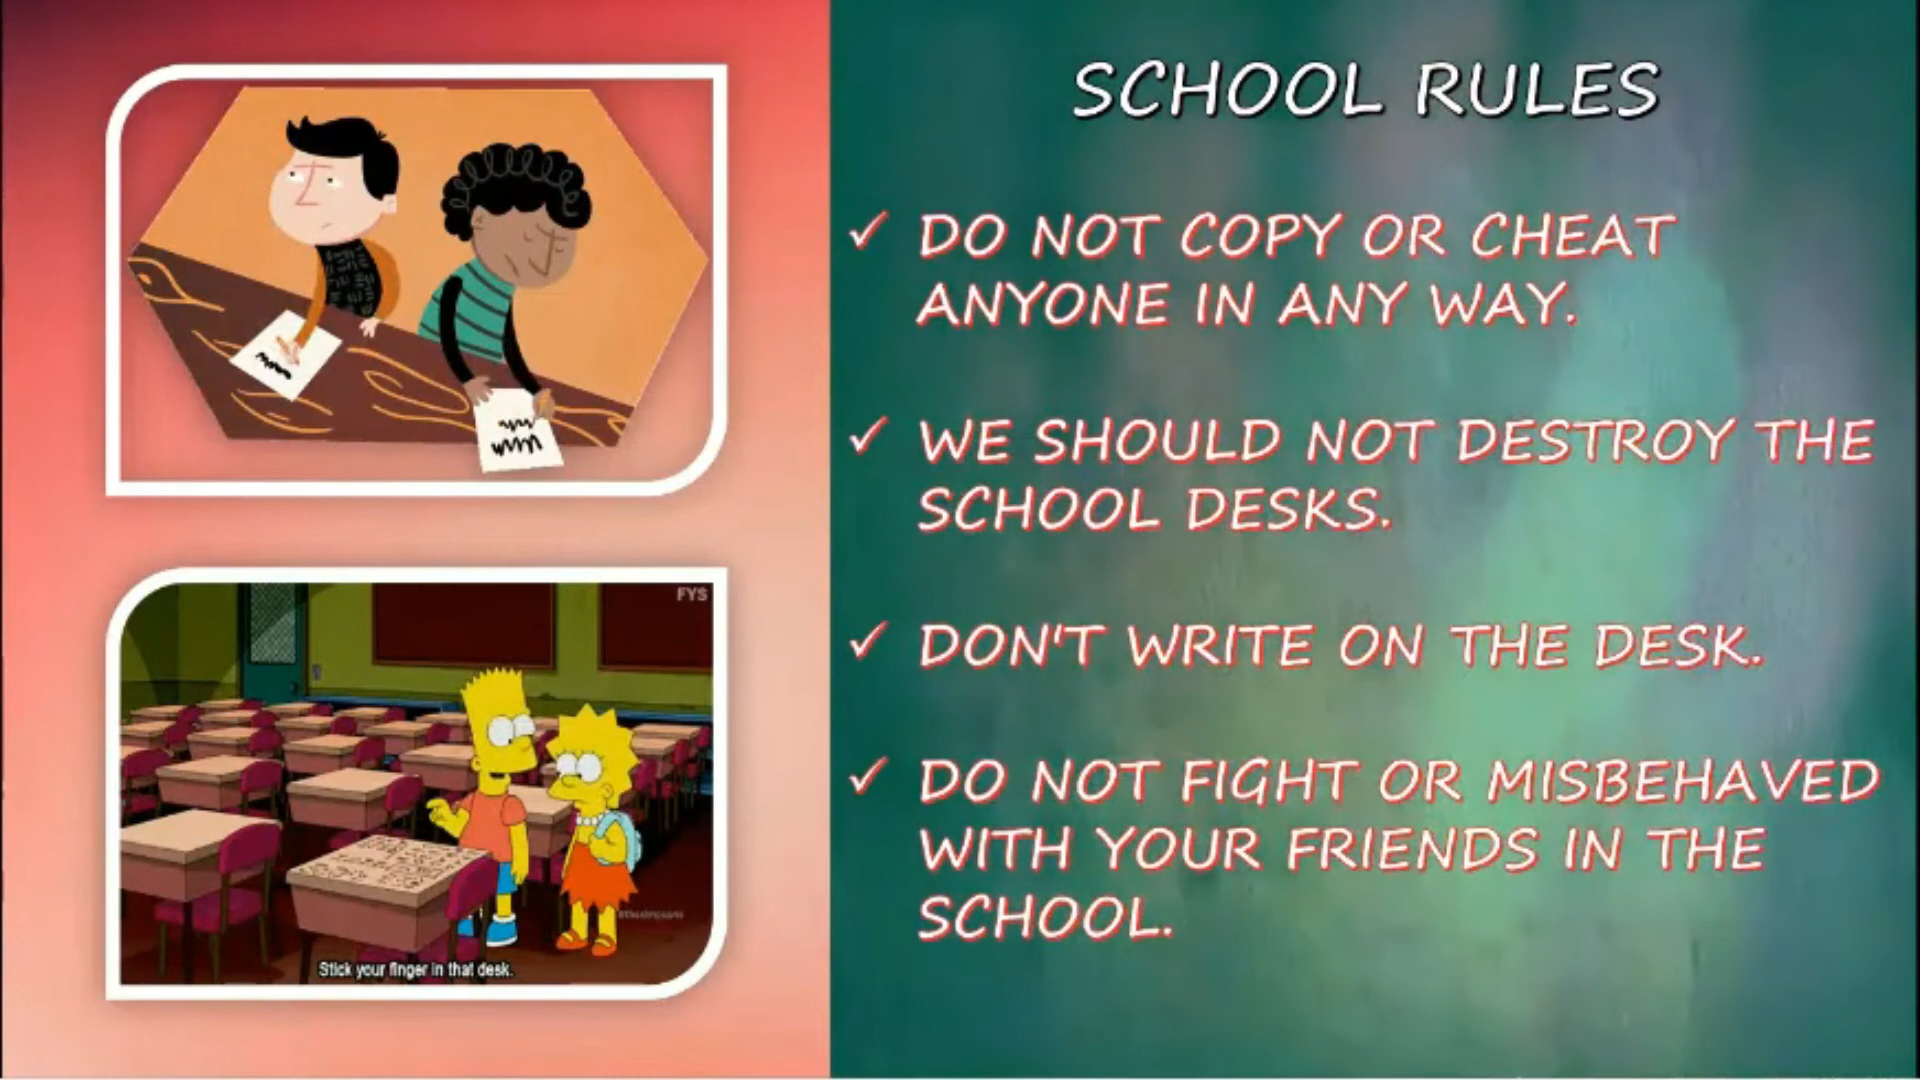 SCHOOL RULES
✓ DO NOT COPY OR CHEAT
ANYONE IN ANY WAY.
✓ WE SHOULD NOT DESTROY THE
SCHOOL DESKS.
✓ DON'T WRITE ON THE DESK.
✓ DO NOT FIGHT OR MISBEHAVED
WITH YOUR FRIENDS IN THE
SCHOOL.
FYS
Stick your finger in that desk.